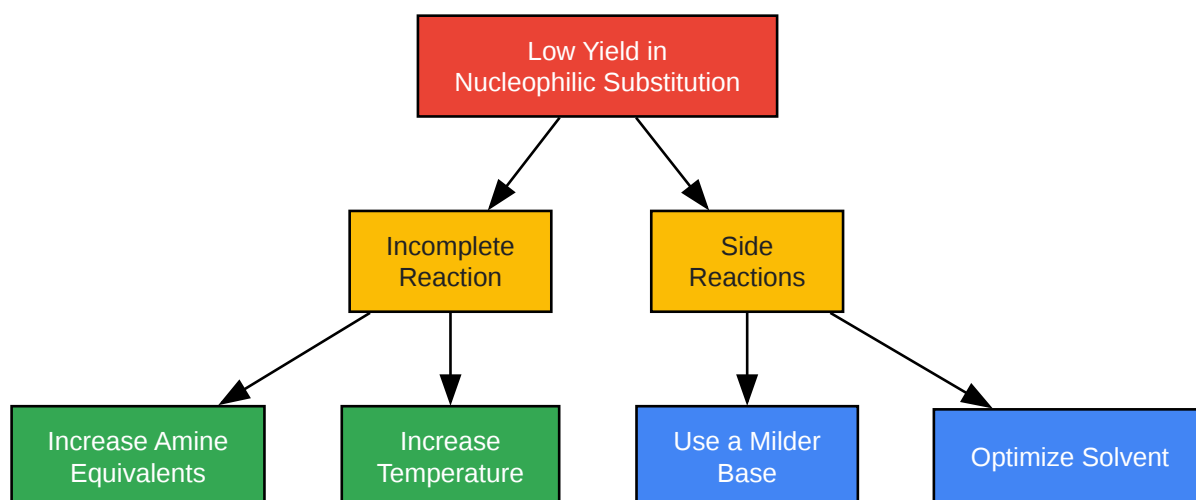 Low Yield in
Nucleophilic Substitution
Incomplete
Reaction
Side
Reactions
Increase Amine
Equivalents
Increase
Temperature
Use a Milder
Base
Optimize Solvent